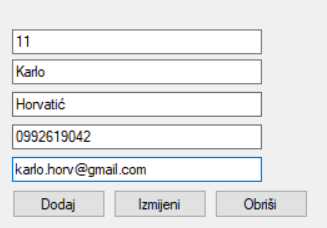 11
Karlo
Horvatić
0992619042
karlo.horv@gmail.com
Dodaj Izmijeni Obriši